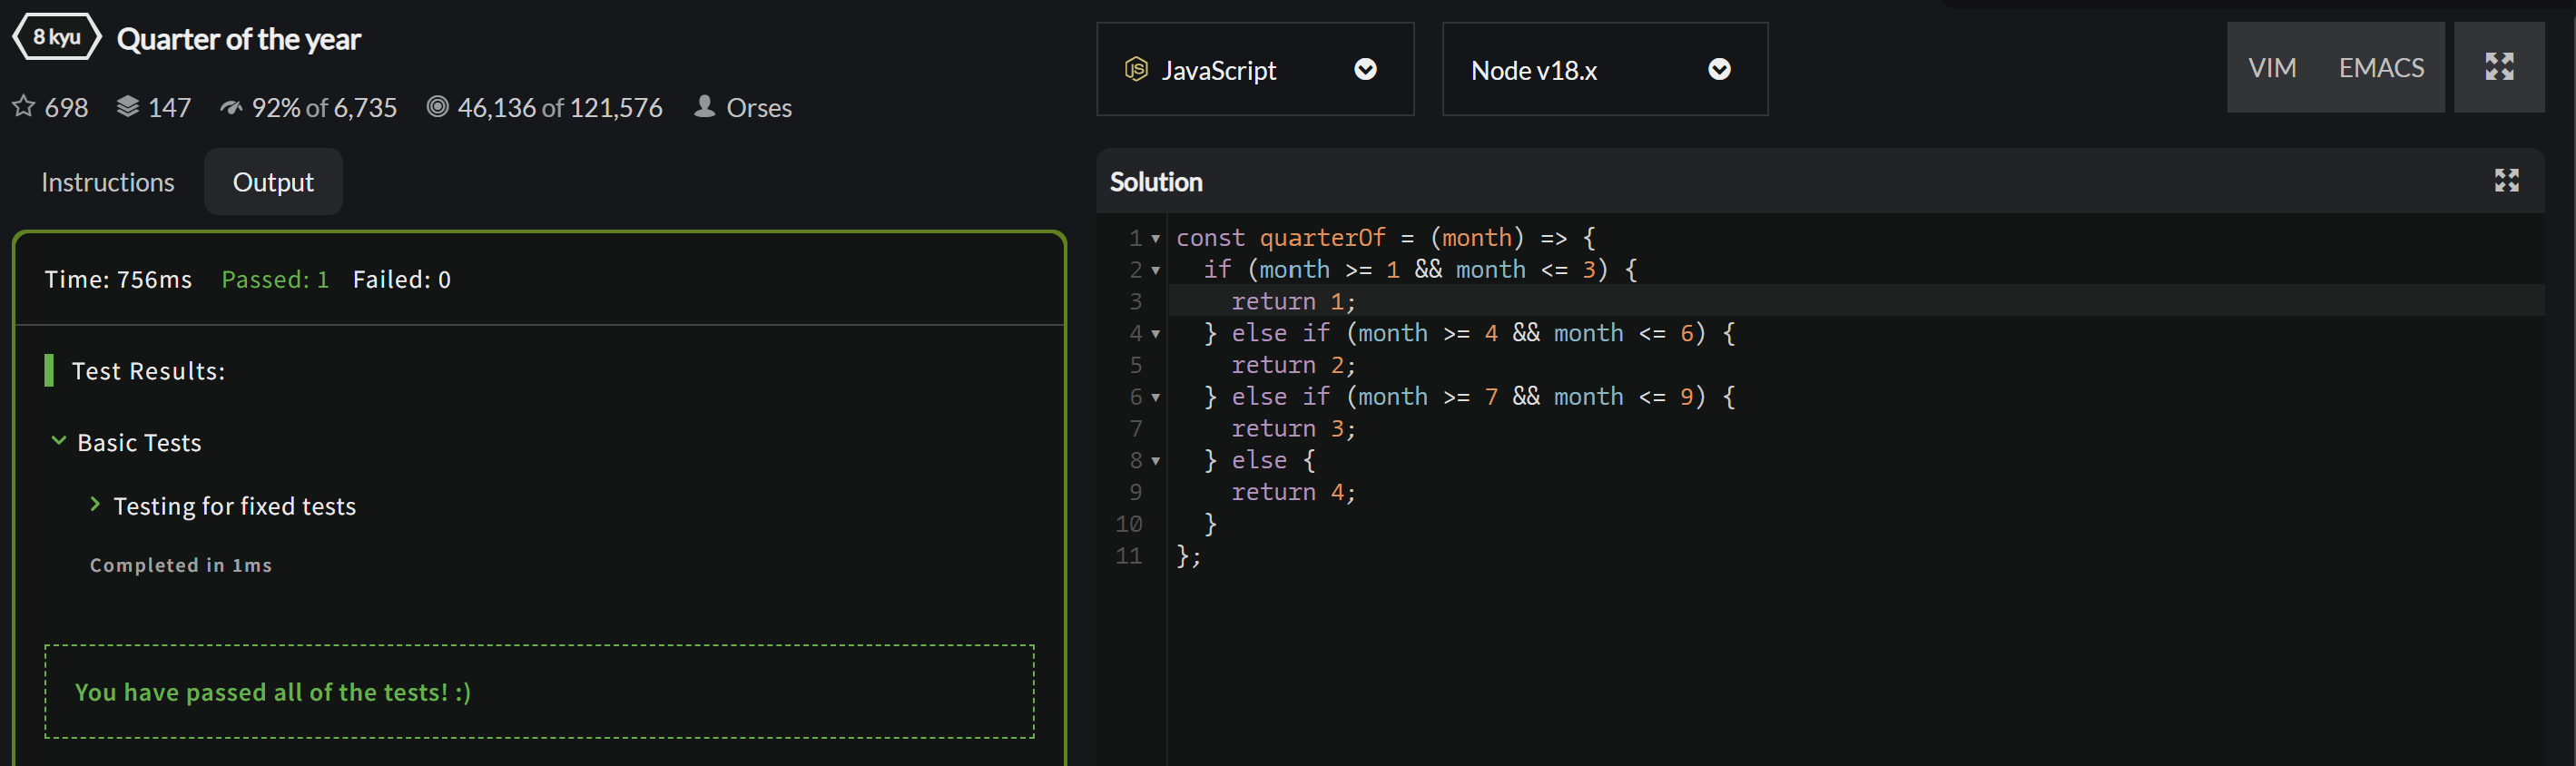 8 kyu Quarter of the year
698 147 92% of 6,735 46,136 of 121,576 Orses
Instructions Output
Time: 756ms Passed: 1 Failed: 0
Test Results:
Basic Tests
Testing for fixed tests
Completed in 1ms
You have passed all of the tests! :)
JS JavaScript Node v18.x VIM EMACS
Solution
1 const quarterOf = (month) => {
2   if (month >= 1 && month <= 3) {
3     return 1;
4   } else if (month >= 4 && month <= 6) {
5     return 2;
6   } else if (month >= 7 && month <= 9) {
7     return 3;
8   } else {
9     return 4;
10   }
11 };